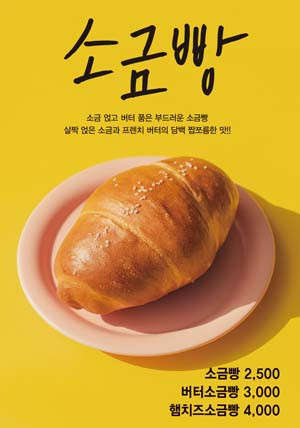 소금빵
소금 얹고 버터 품은 부드러운 소금빵
살짝 얹은 소금과 프렌치 버터의 담백 짭쪼름한 맛!!
소금빵 2,500
버터소금빵 3,000
햄치즈소금빵 4,000